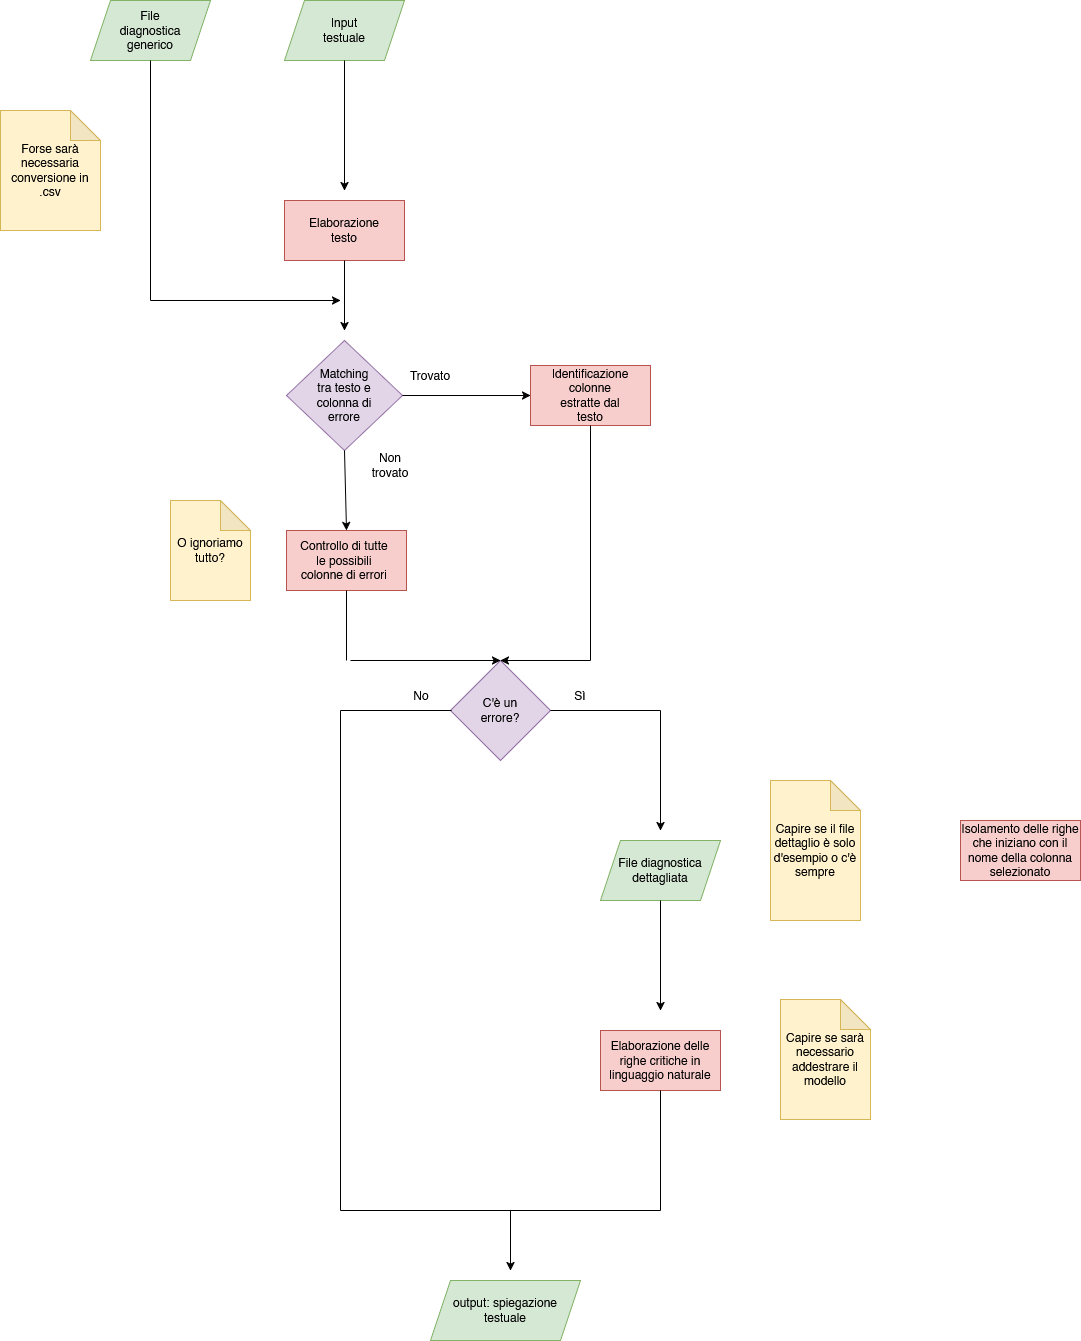 File
diagnostica
generico
Input
testuale
Forse sarà
necessaria
conversione in
.csv
Elaborazione
testo
Matching
tra testo e
colonna di
errore
Trovato
Identificazione
colonne
estratte dal
testo
Non
trovato
O ignoriamo
tutto?
Controllo di tutte
le possibili
colonne di errori
No
C'è un
errore?
Sì
File diagnostica
dettagliata
Capire se il file
dettaglio è solo
d'esempio o c'è
sempre
Isolamento delle righe
che iniziano con il
nome della colonna
selezionato
Elaborazione delle
righe critiche in
linguaggio naturale
Capire se sarà
necessario
addestrare il
modello
output: spiegazione
testuale